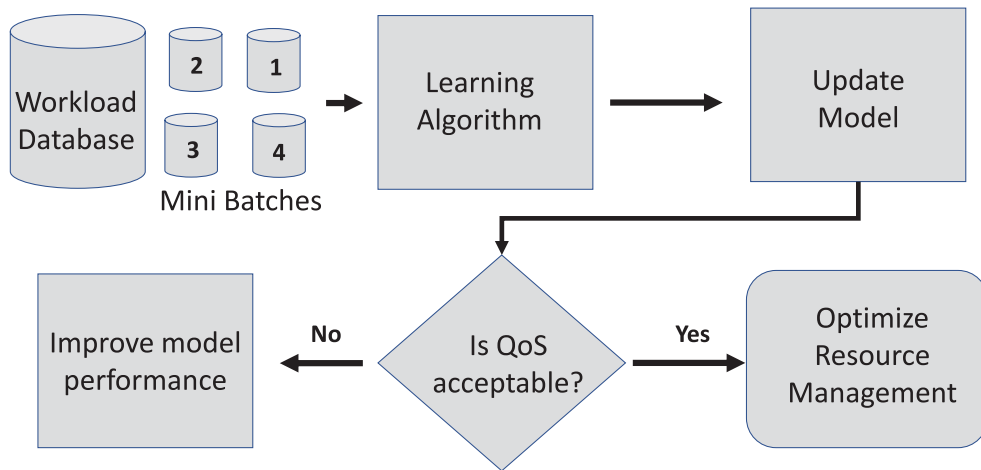 Workload
Database
2
1
3
4
Mini Batches
Learning
Algorithm
Update
Model
Improve model
performance
No
Is QoS
acceptable?
Yes
Optimize
Resource
Management